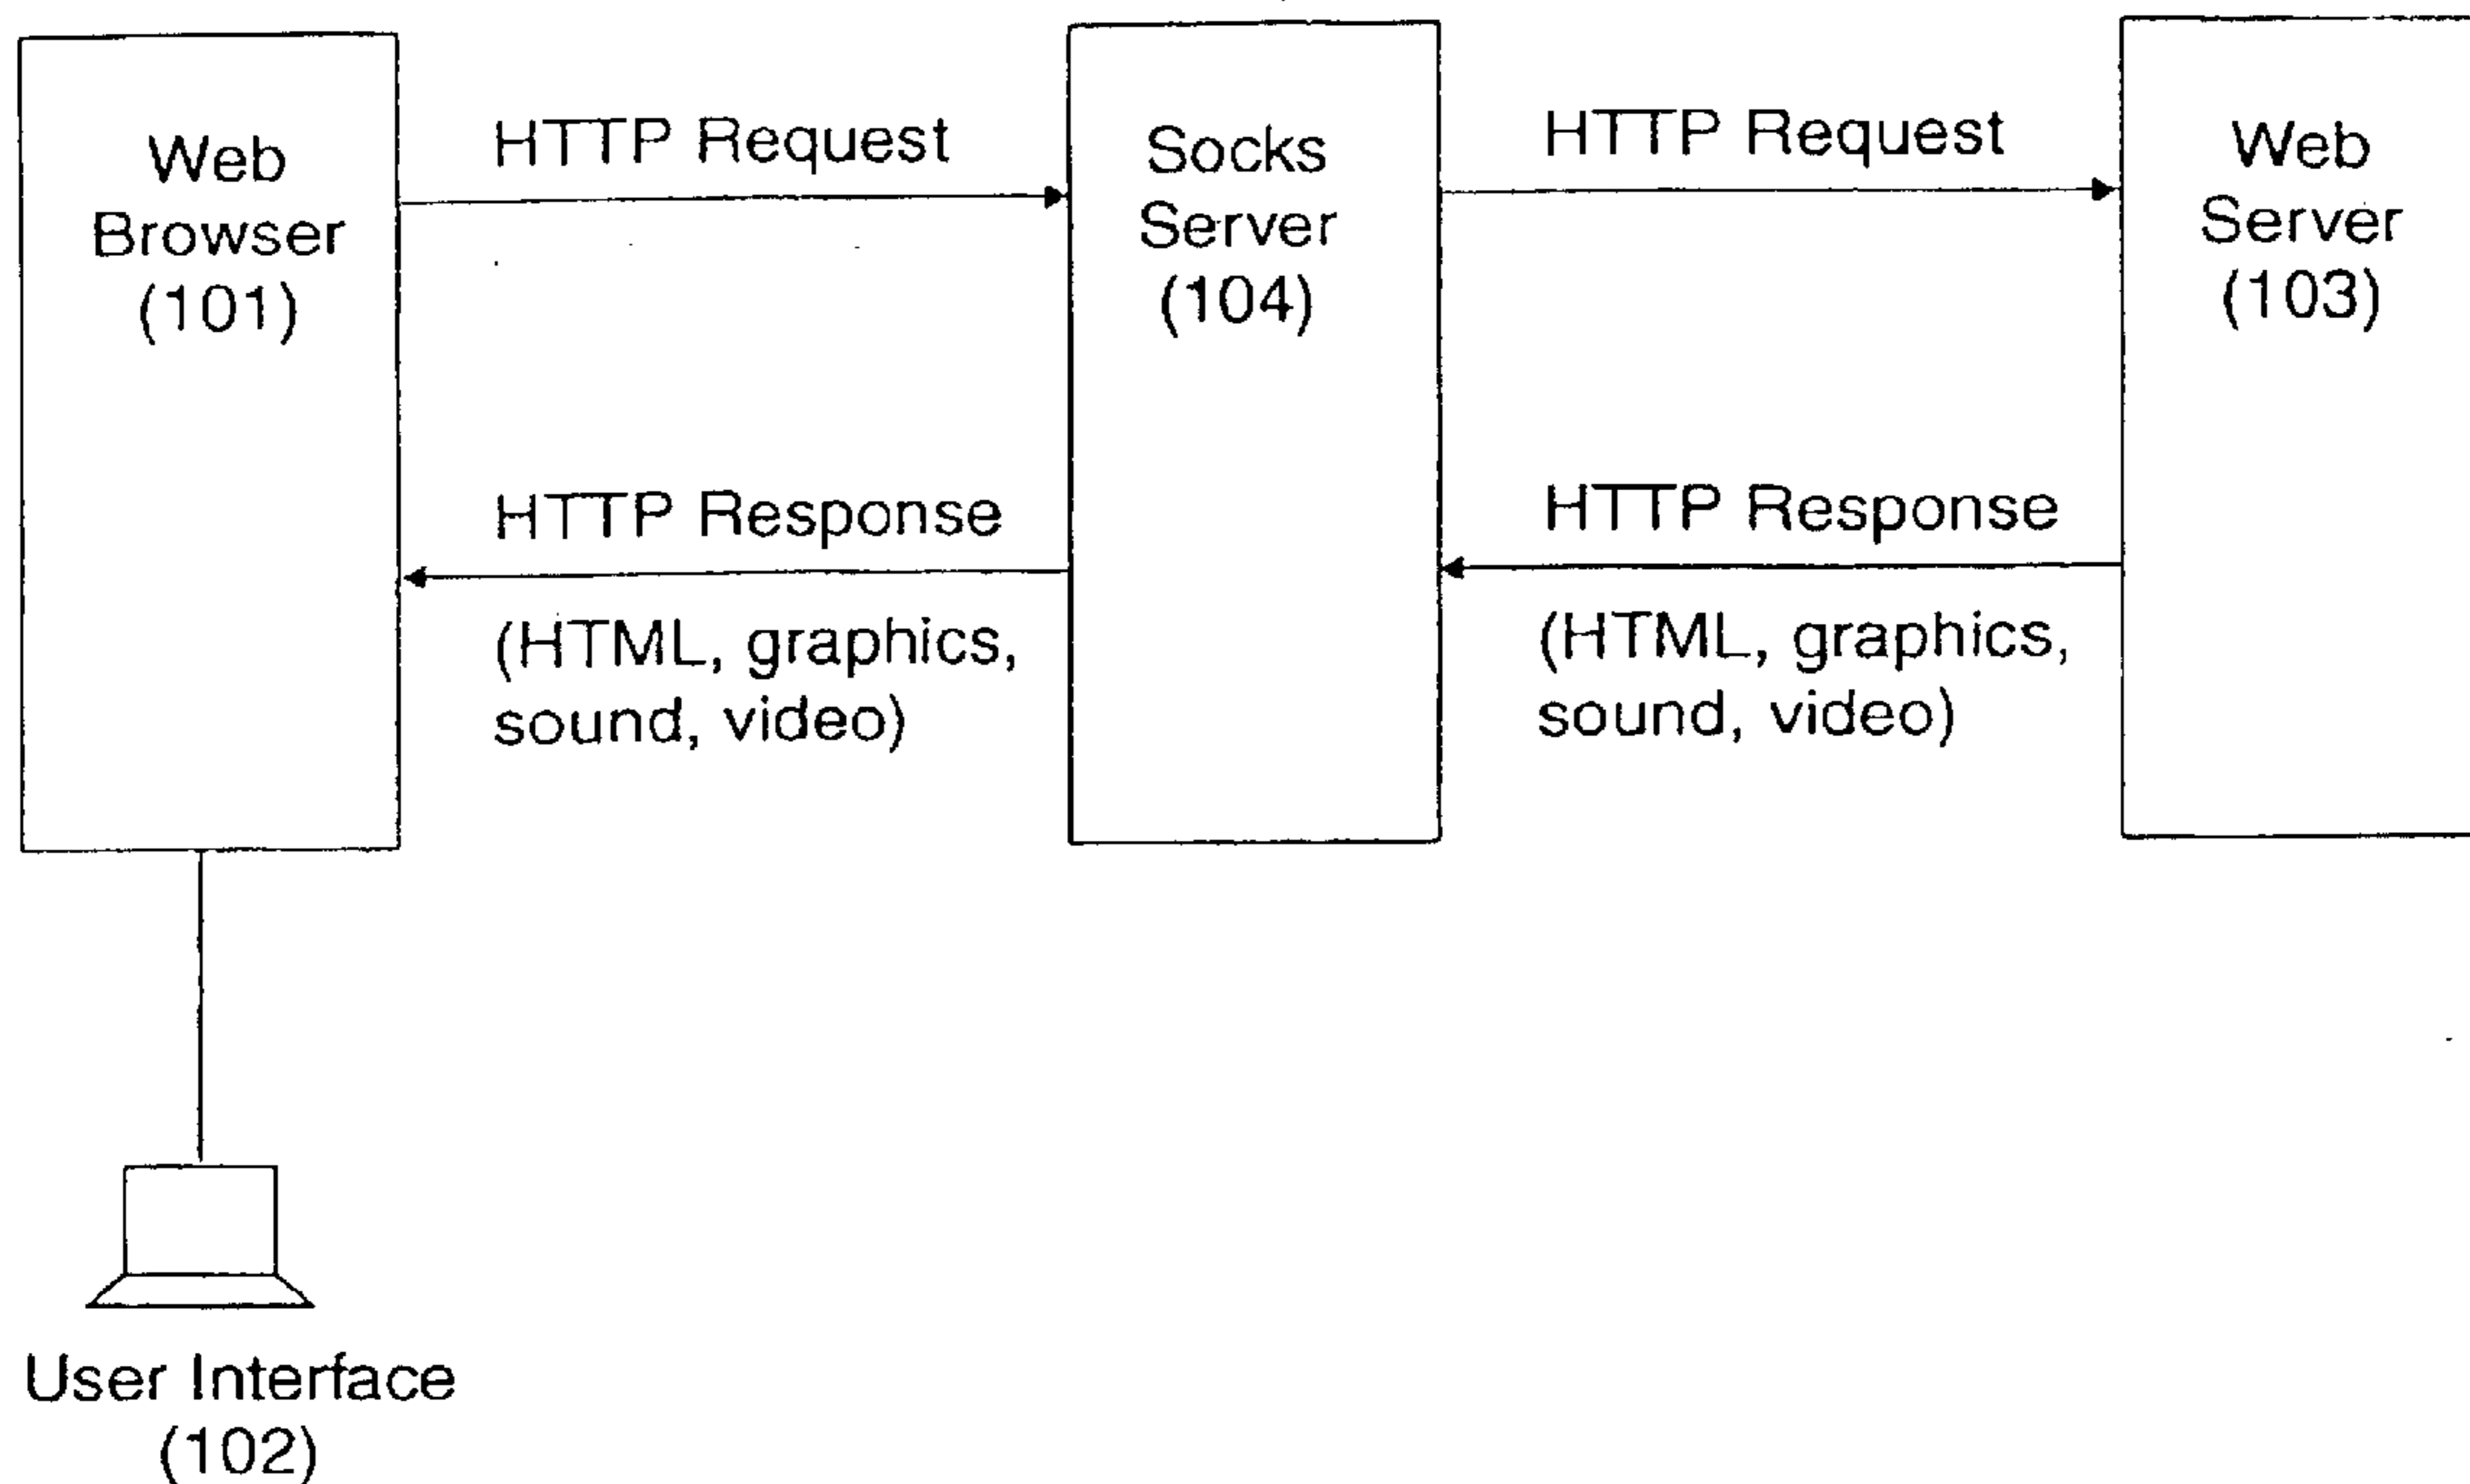 Web
Browser
(101)
HTTP Request
Socks
Server
(104)
HTTP Request
Web
Server
(103)
HTTP Response
(HTML, graphics,
sound, video)
HTTP Response
(HTML, graphics,
sound, video)
User Interface
(102)